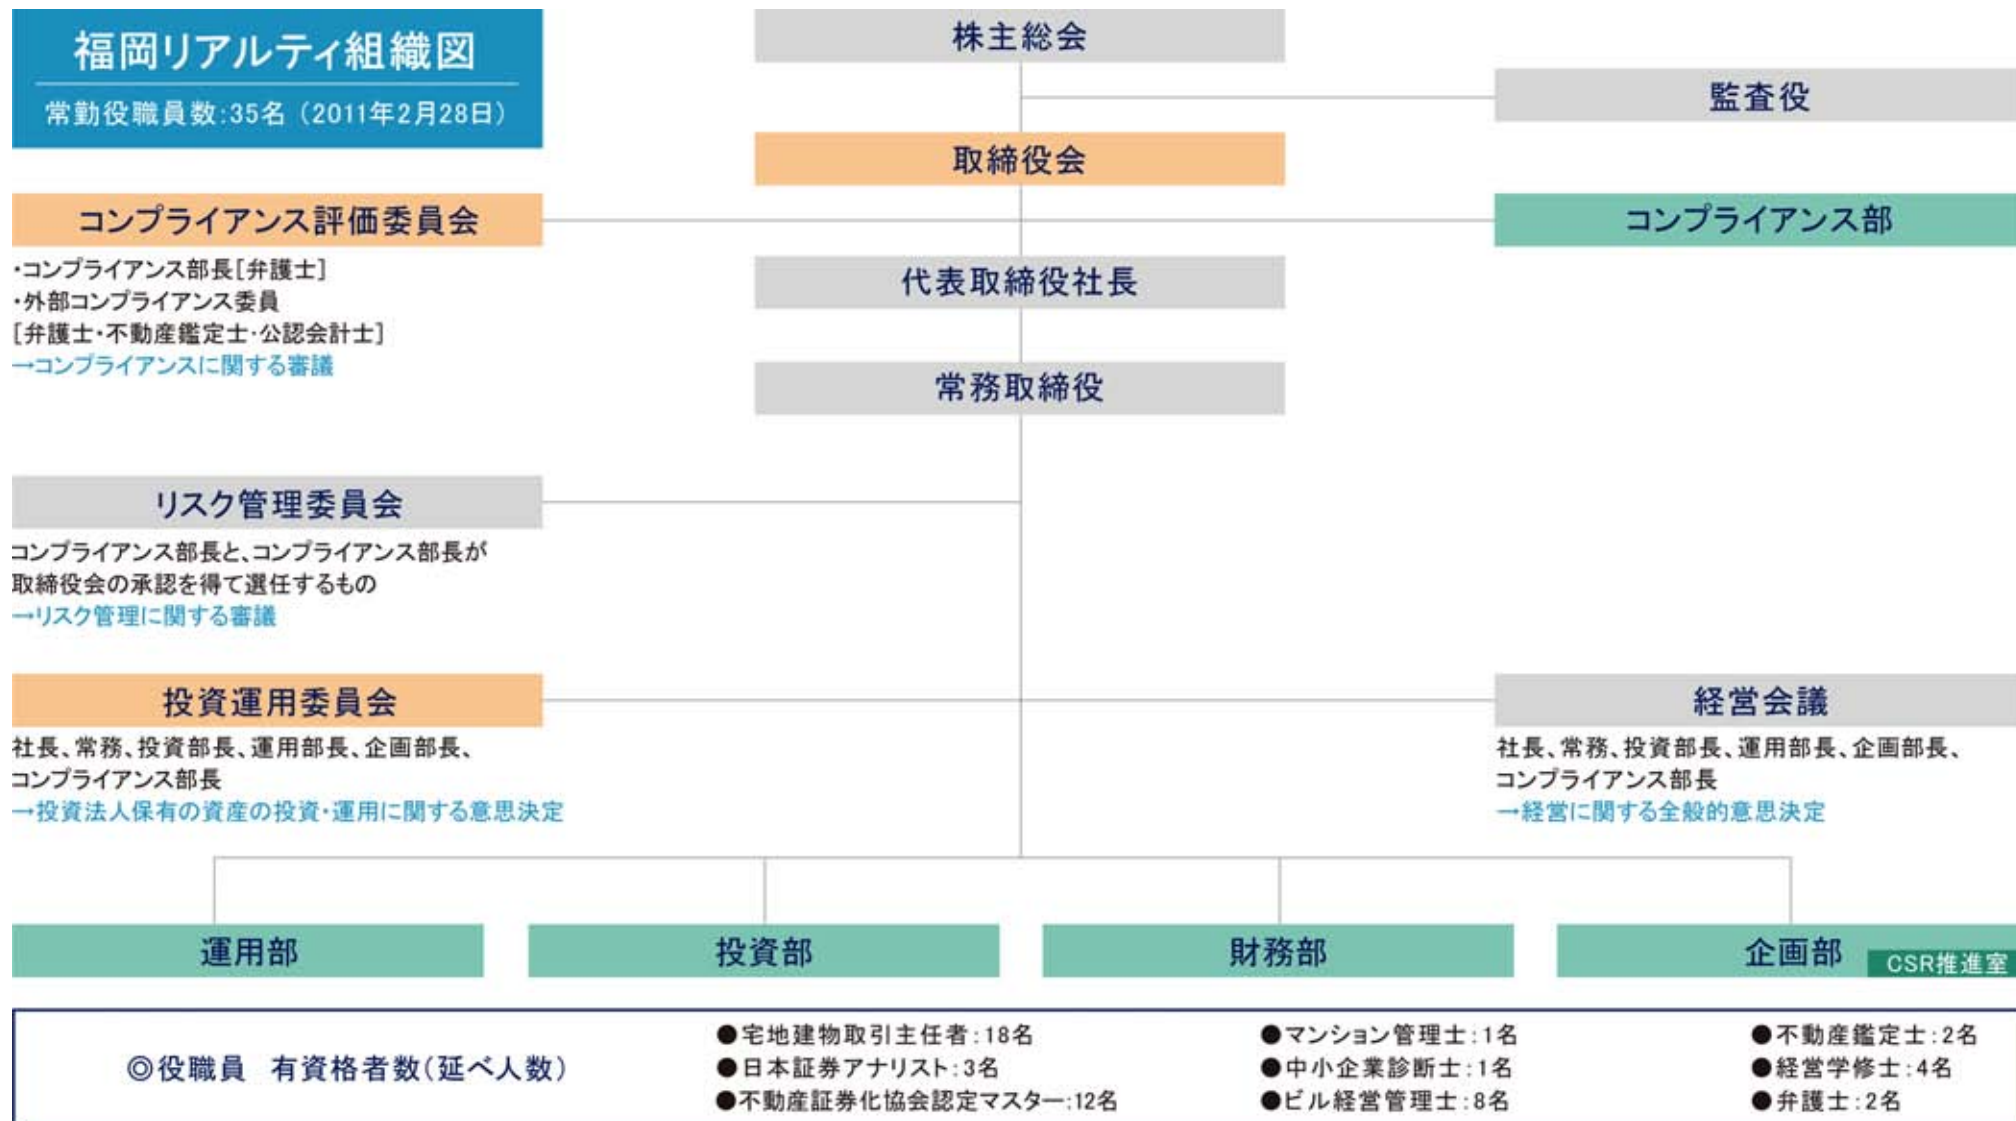 福岡リアルティ組織図
常勤役職員数:35名（2011年2月28日）
株主総会
監査役
取締役会
コンプライアンス評価委員会
・コンプライアンス部長[弁護士]
・外部コンプライアンス委員
[弁護士・不動産鑑定士・公認会計士]
→コンプライアンスに関する審議
コンプライアンス部
代表取締役社長
常務取締役
リスク管理委員会
コンプライアンス部長と、コンプライアンス部長が
取締役会の承認を得て選任するもの
→リスク管理に関する審議
投資運用委員会
社長、常務、投資部長、運用部長、企画部長、
コンプライアンス部長
→投資法人保有の資産の投資・運用に関する意思決定
経営会議
社長、常務、投資部長、運用部長、企画部長、
コンプライアンス部長
→経営に関する全般的意思決定
運用部
投資部
財務部
企画部
CSR推進室
◎役職員　有資格者数（延べ人数）
●宅地建物取引主任者:18名
●日本証券アナリスト:3名
●不動産証券化協会認定マスター:12名
●マンション管理士:1名
●中小企業診断士:1名
●ビル経営管理士:8名
●不動産鑑定士:2名
●経営学修士:4名
●弁護士:2名